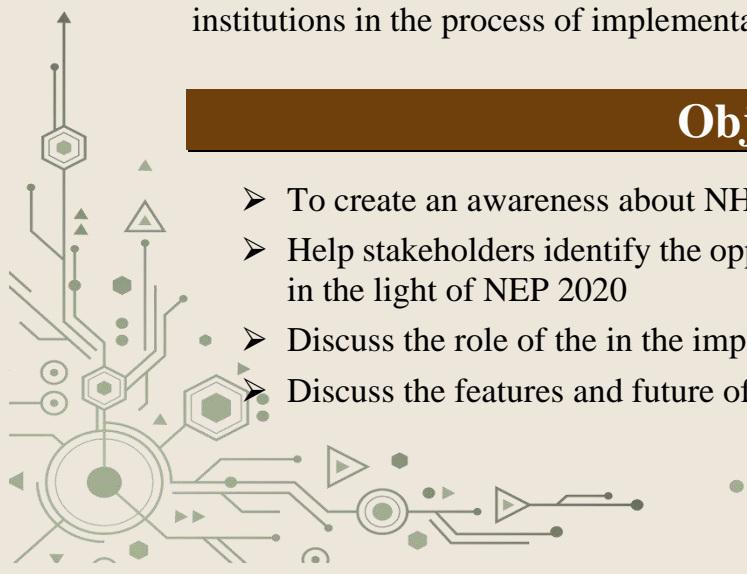 institutions in the process of implementa
Obj
➢ To create an awareness about NH
➢ Help stakeholders identify the opp
in the light of NEP 2020
➢ Discuss the role of the in the imp
➢ Discuss the features and future of